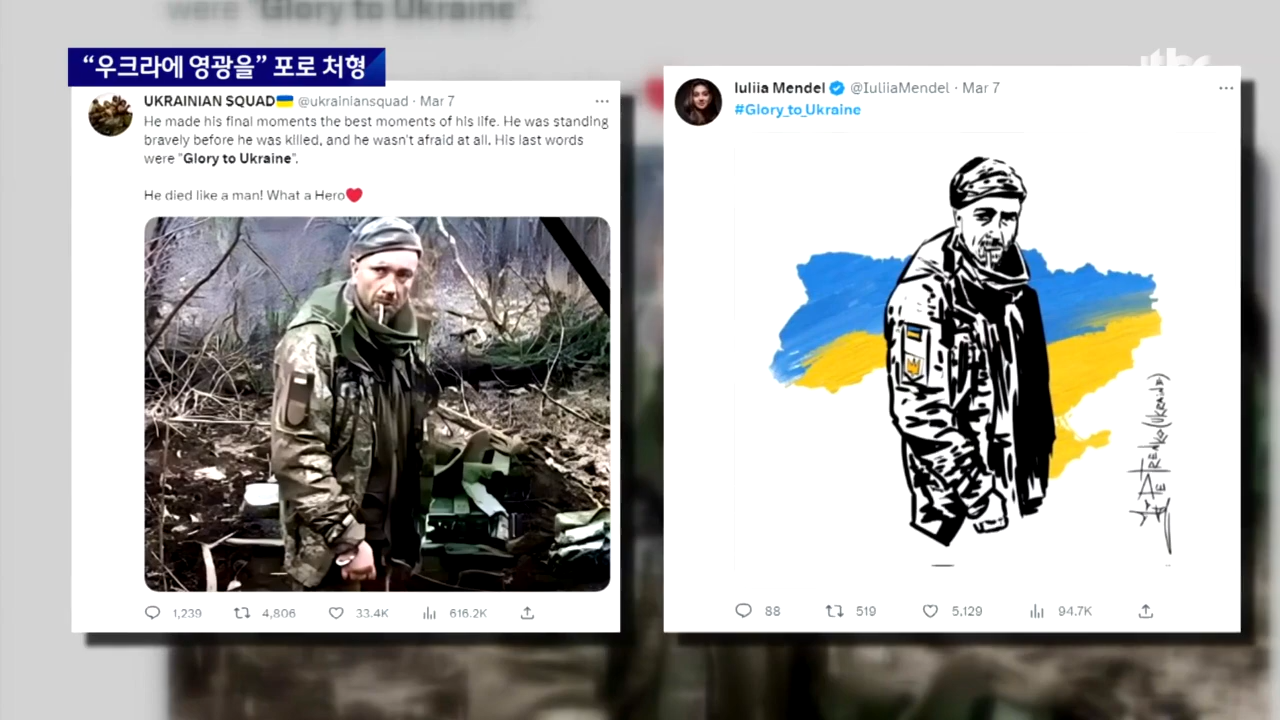 “우크라에 영광을” 포로 처형
jtbc
UKRAINIAN SQUAD @ukrainiansquad · Mar 7
He made his final moments the best moments of his life. He was standing
bravely before he was killed, and he wasn't afraid at all. His last words
were "Glory to Ukraine".
He died like a man! What a Hero
1,239 4,806 33.4K 616.2K
Iuliia Mendel @IuliiaMendel · Mar 7
#Glory_to_Ukraine
88 519 5,129 94.7K